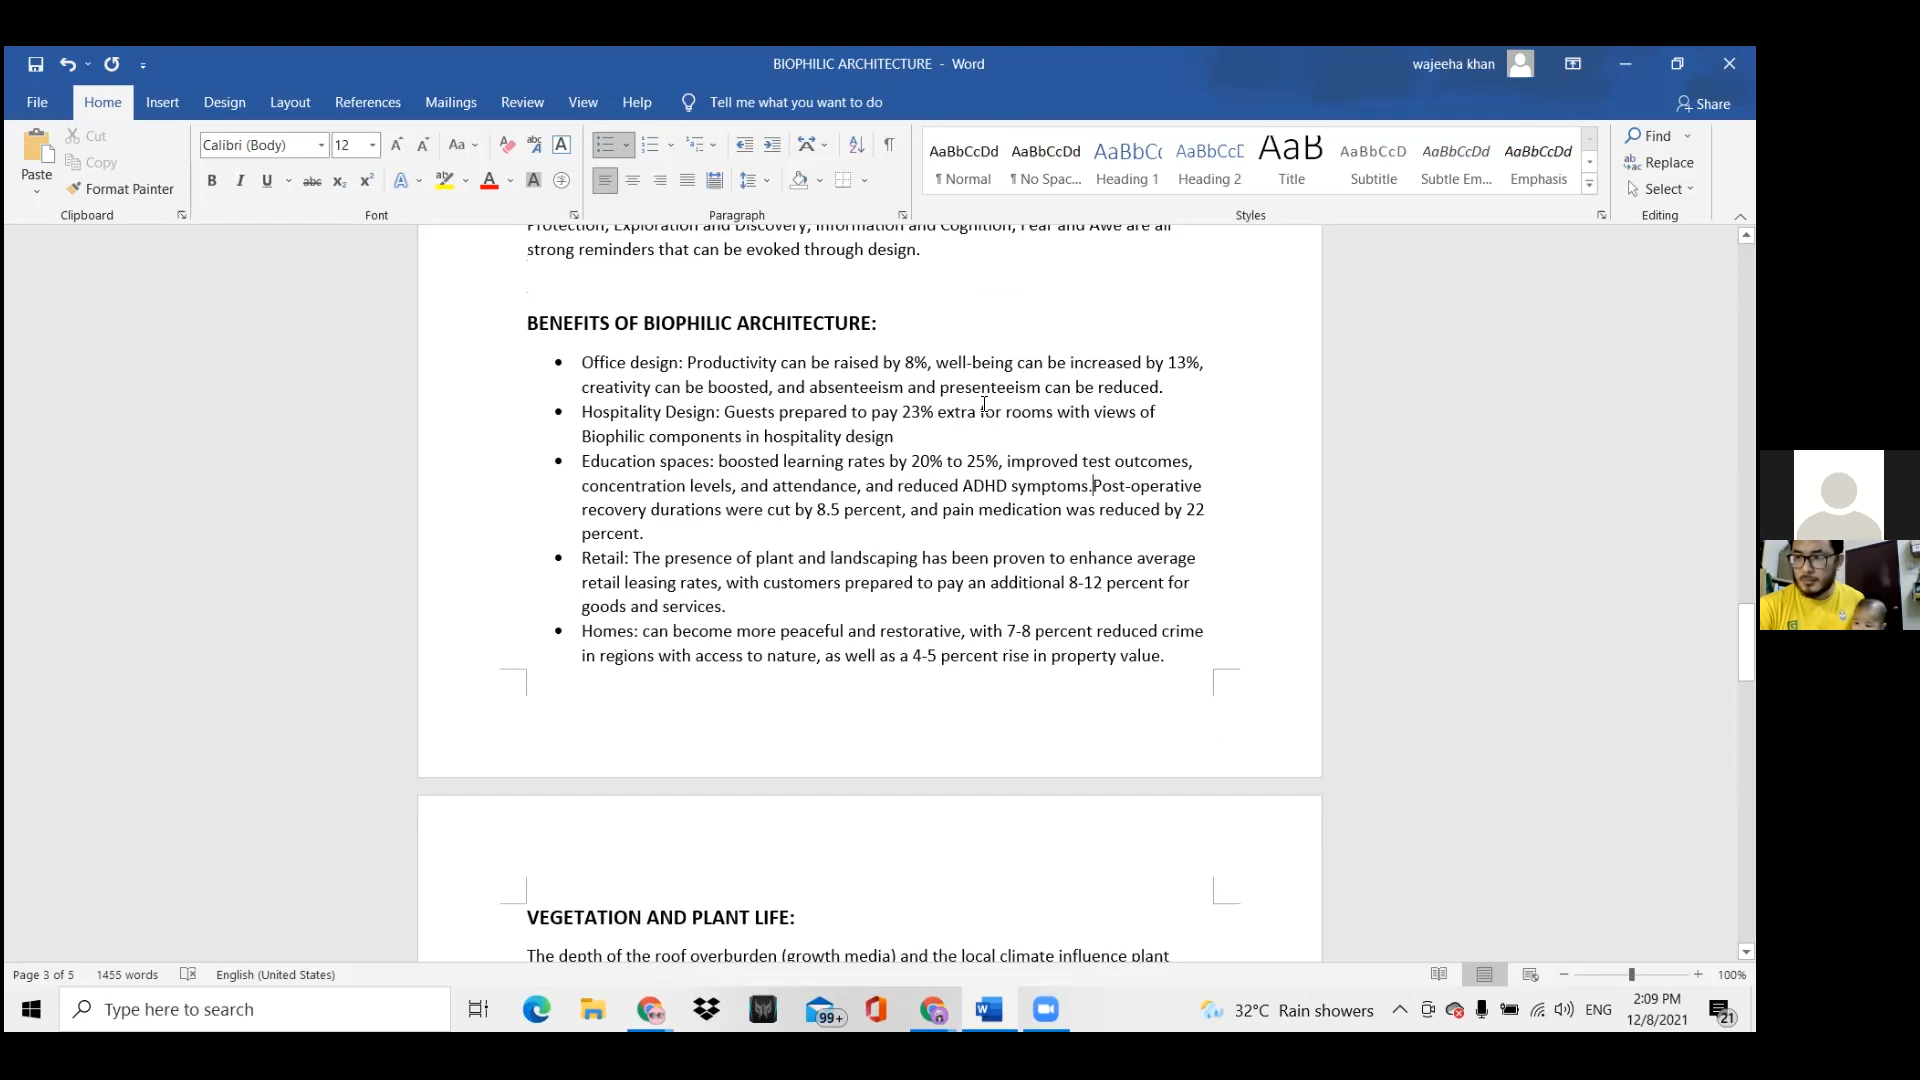 BIOPHILIC ARCHITECTURE - Word
wajeeha khan
File Home Insert Design Layout References Mailings Review View Help Tell me what you want to do
Share
Paste
Cut
Copy
Format Painter
Clipboard
Calibri (Body) 12
Font
Paragraph
AaBbCcDd AaBbCcDd AaBbCc AaBbCcD AaB AaBbCcD AaBbCcDd AaBbCcDd
¶ Normal ¶ No Spac... Heading 1 Heading 2 Title Subtitle Subtle Em... Emphasis
Styles
Find
Replace
Select
Editing
Protection, Exploration and Discovery, Information and Cognition, Fear and Awe are all
strong reminders that can be evoked through design.
BENEFITS OF BIOPHILIC ARCHITECTURE:
• Office design: Productivity can be raised by 8%, well-being can be increased by 13%,
creativity can be boosted, and absenteeism and presenteeism can be reduced.
• Hospitality Design: Guests prepared to pay 23% extra for rooms with views of
Biophilic components in hospitality design
• Education spaces: boosted learning rates by 20% to 25%, improved test outcomes,
concentration levels, and attendance, and reduced ADHD symptoms.Post-operative
recovery durations were cut by 8.5 percent, and pain medication was reduced by 22
percent.
• Retail: The presence of plant and landscaping has been proven to enhance average
retail leasing rates, with customers prepared to pay an additional 8-12 percent for
goods and services.
• Homes: can become more peaceful and restorative, with 7-8 percent reduced crime
in regions with access to nature, as well as a 4-5 percent rise in property value.
VEGETATION AND PLANT LIFE:
The depth of the roof overburden (growth media) and the local climate influence plant
Page 3 of 5 1455 words English (United States) 100%
Type here to search
99+
32°C Rain showers
ENG
2:09 PM
12/8/2021
21